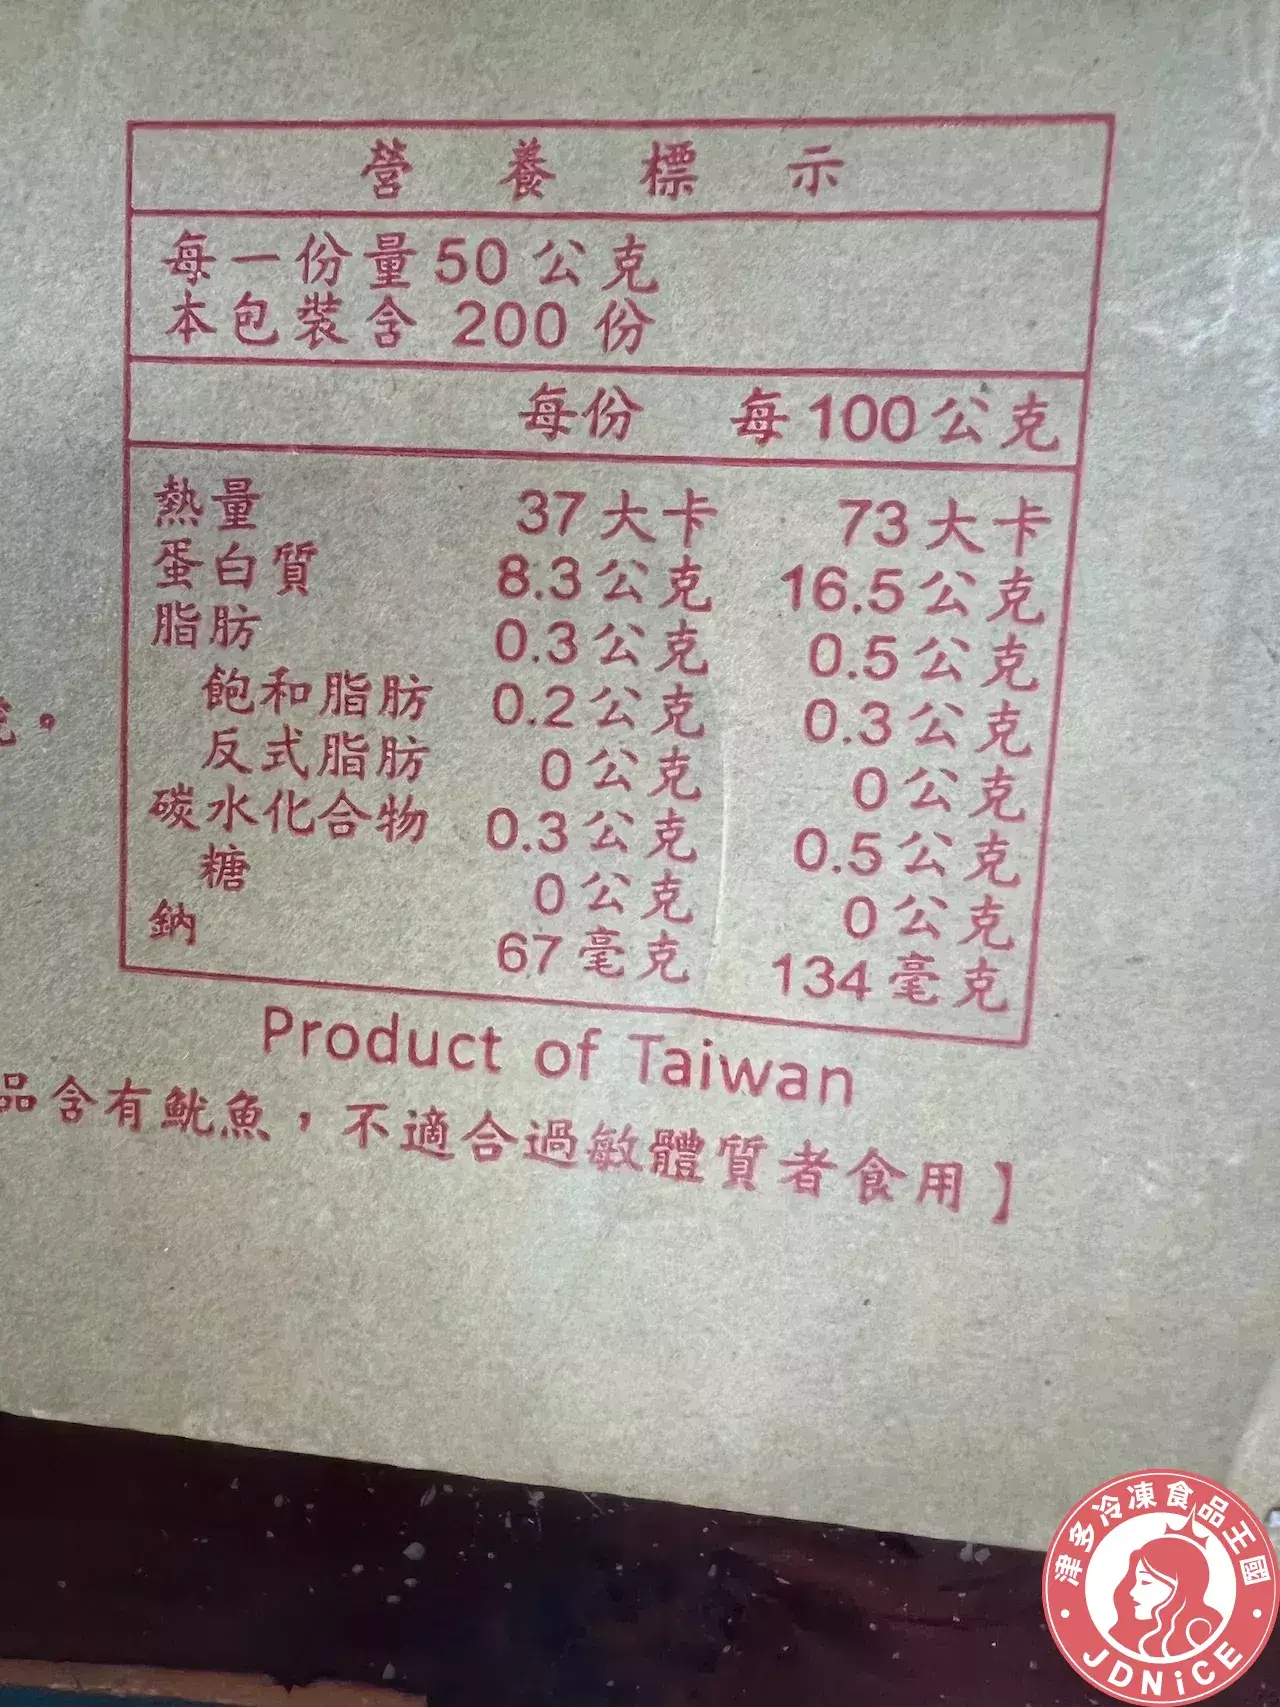 營養標示
每一份量50公克
本包裝含 200 份
每份 每100公克
熱量 37大卡 73大卡
蛋白質 8.3公克 16.5公克
脂肪 0.3公克 0.5公克
飽和脂肪 0.2公克 0.3公克
反式脂肪 0公克 0公克
碳水化合物 0.3公克 0.5公克
糖 0公克 0公克
鈉 67毫克 134毫克
Product of Taiwan
品含有魷魚，不適合過敏體質者食用】
津多冷凍食品王國
JDNiCE